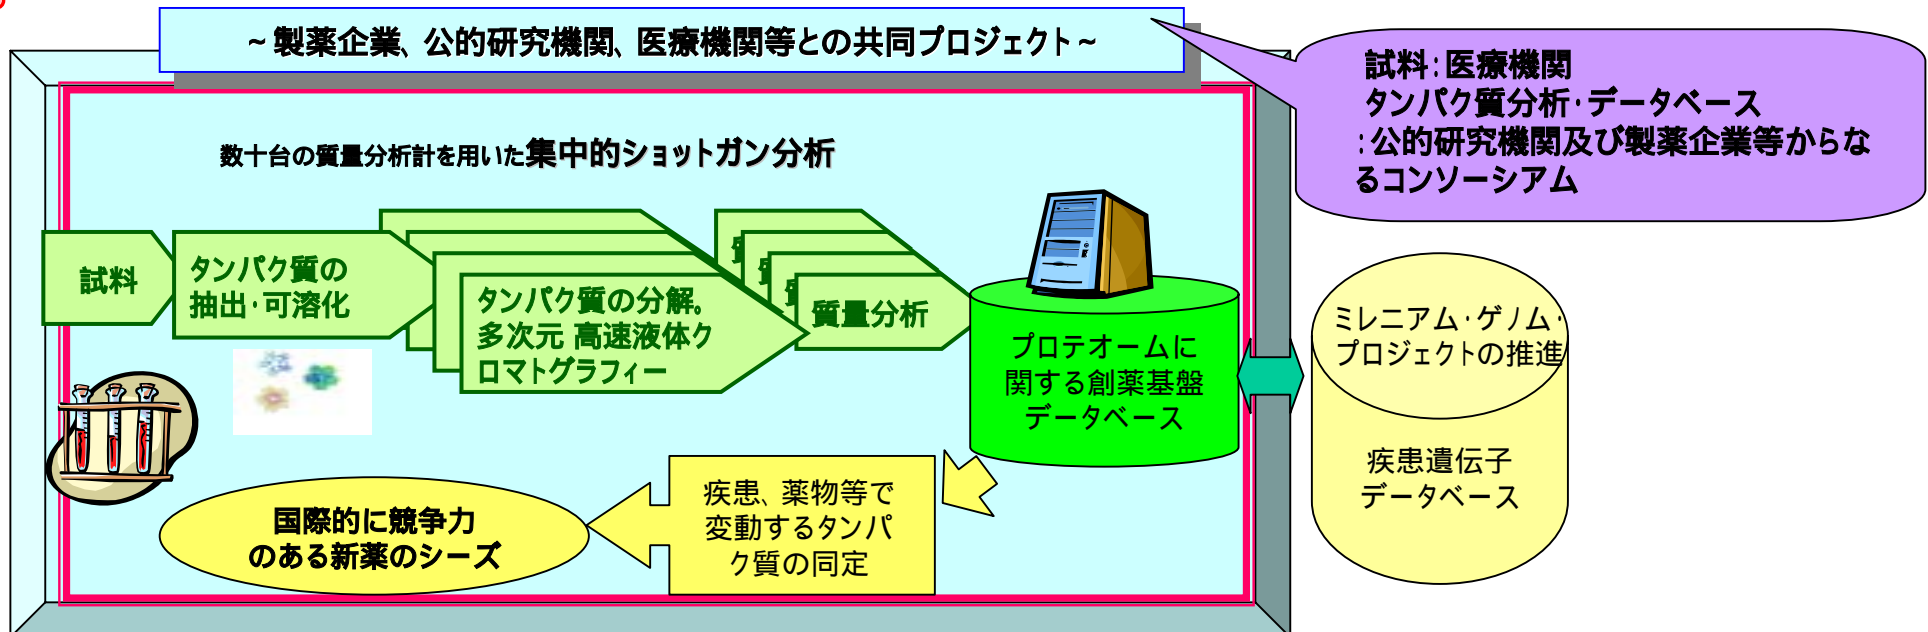 ~製薬企業、公的研究機関、医療機関等との共同プロジェクト~
試料:医療機関
タンパク質分析・データベース
:公的研究機関及び製薬企業等からな
るコンソーシアム
数十台の質量分析計を用いた集中的ショットガン分析
試料
タンパク質の
抽出・可溶化
タンパク質の分解。
多次元 高速液体ク
ロマトグラフィー
質量分析
プロテオームに
関する創薬基盤
データベース
ミレニアム・ゲノム・
プロジェクトの推進
疾患遺伝子
データベース
疾患、薬物等で
変動するタンパ
ク質の同定
国際的に競争力
のある新薬のシーズ